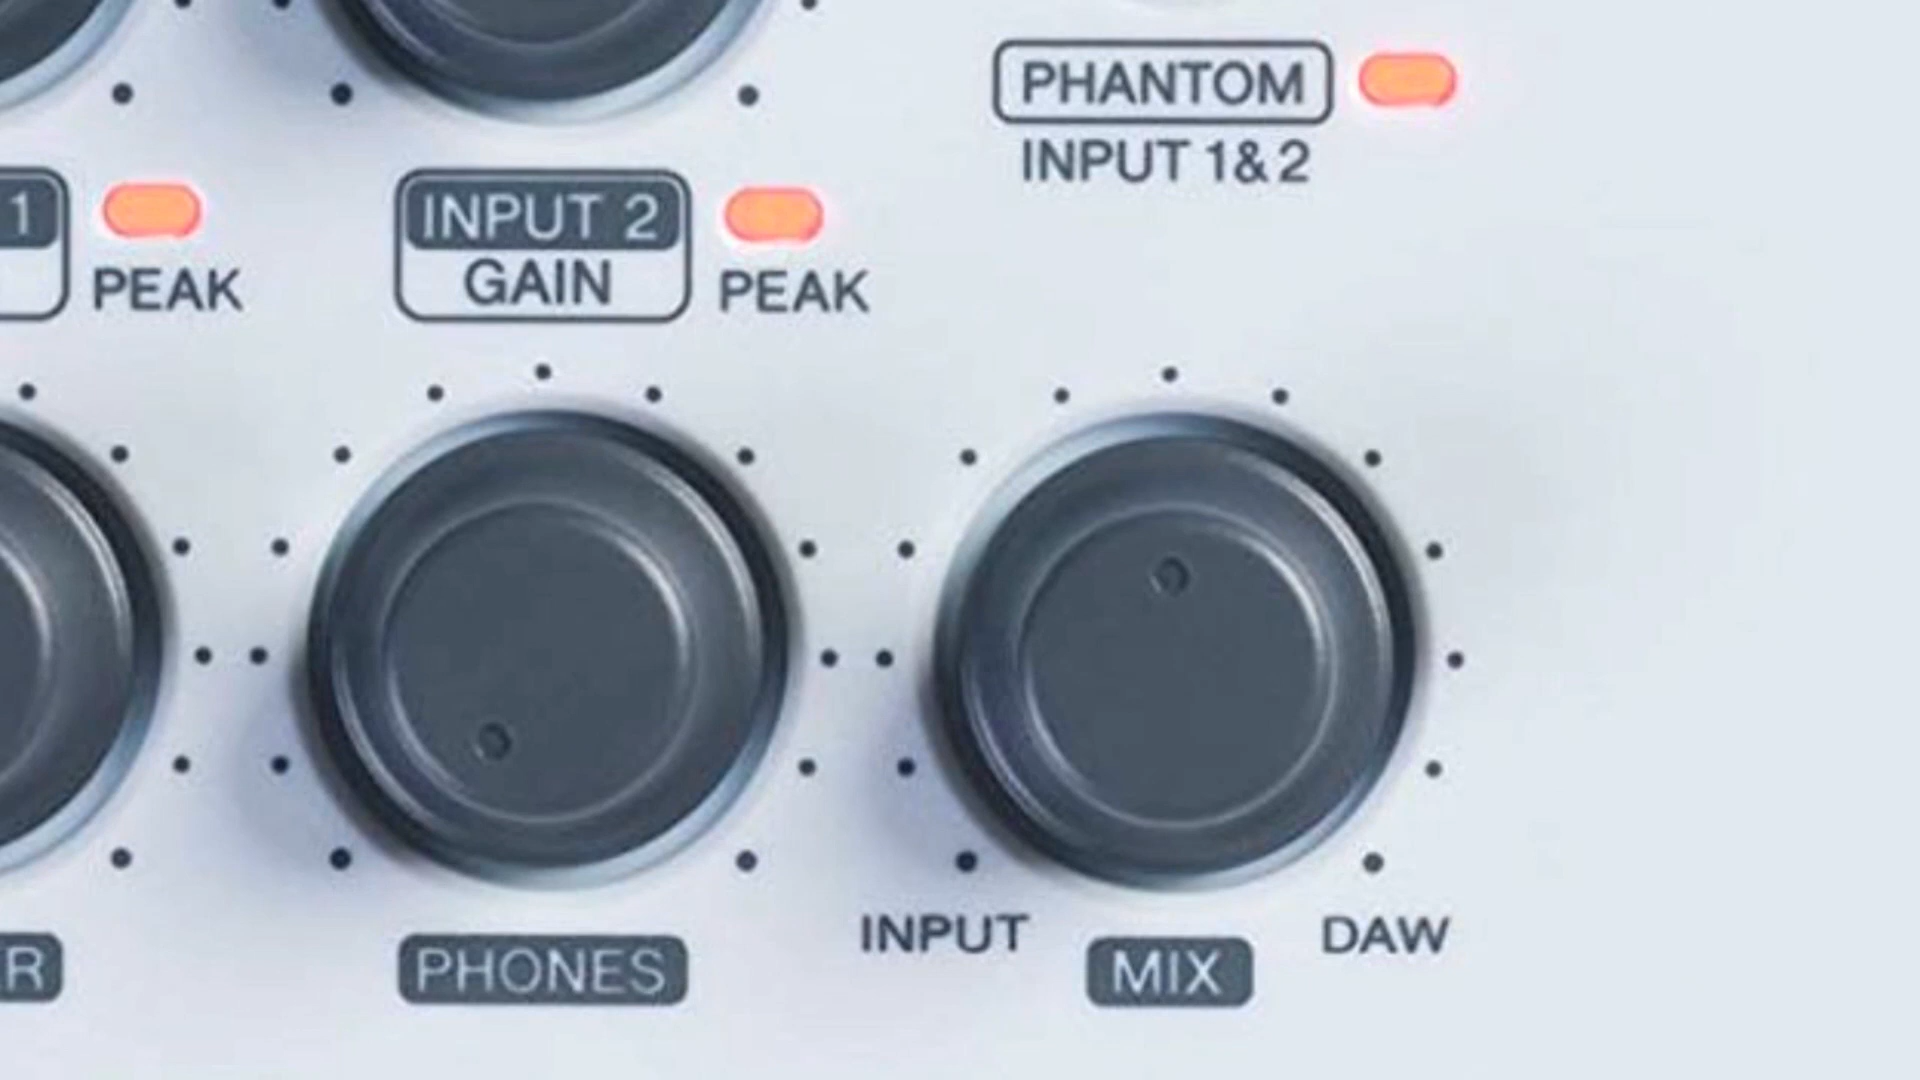 PHANTOM
INPUT 1&2
1
PEAK
INPUT 2
GAIN
PEAK
INPUT
DAW
R
PHONES
MIX